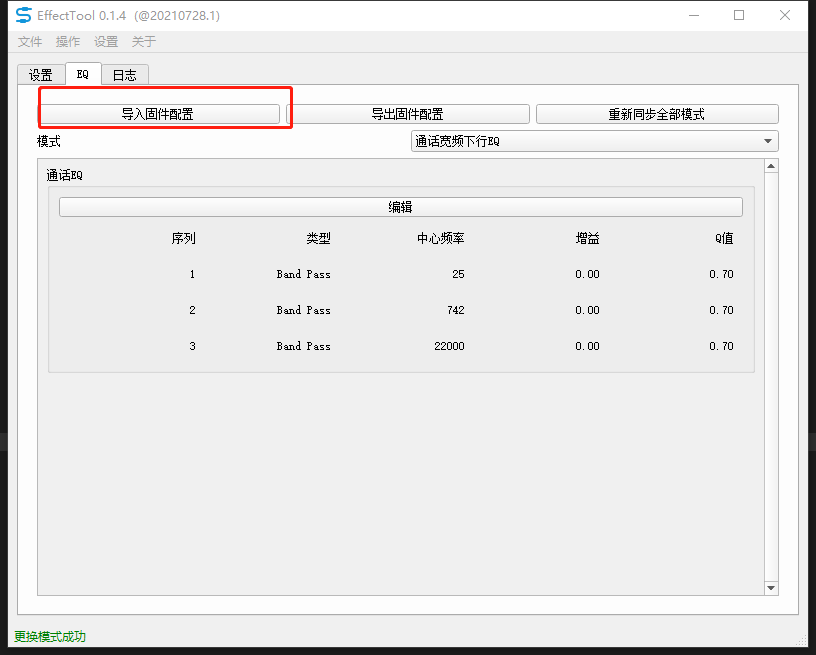 EffectTool 0.1.4 (@20210728.1)
文件 操作 设置 关于
设置 EQ 日志
导入固件配置 导出固件配置 重新同步全部模式
模式 通话宽频下行EQ
通话EQ
编辑
序列 类型 中心频率 增益 Q值
1 Band Pass 25 0.00 0.70
2 Band Pass 742 0.00 0.70
3 Band Pass 22000 0.00 0.70
更换模式成功